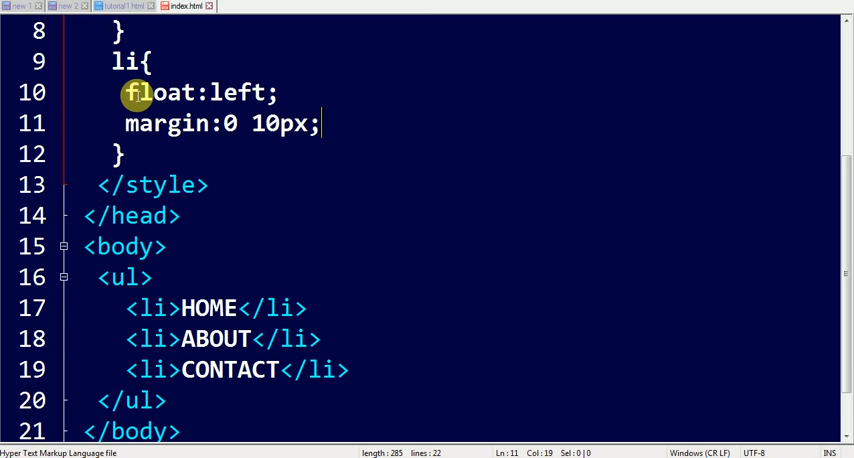 new 1 new 2 tutorial1.html index.html
8 }
9 li{
10 float:left;
11 margin:0 10px;
12 }
13 </style>
14 </head>
15 <body>
16 <ul>
17 <li>HOME</li>
18 <li>ABOUT</li>
19 <li>CONTACT</li>
20 </ul>
21 </body>
Hyper Text Markup Language file length : 285 lines : 22 Ln : 11 Col : 19 Sel : 0 | 0 Windows (CR LF) UTF-8 INS